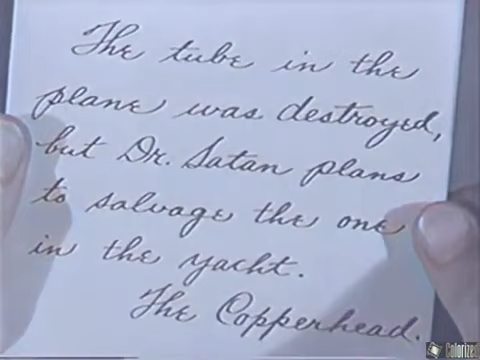 The tube in the
plane was destroyed,
but Dr. Satan plans
to salvage the one
in the yacht.
The Copperhead.
Colorized